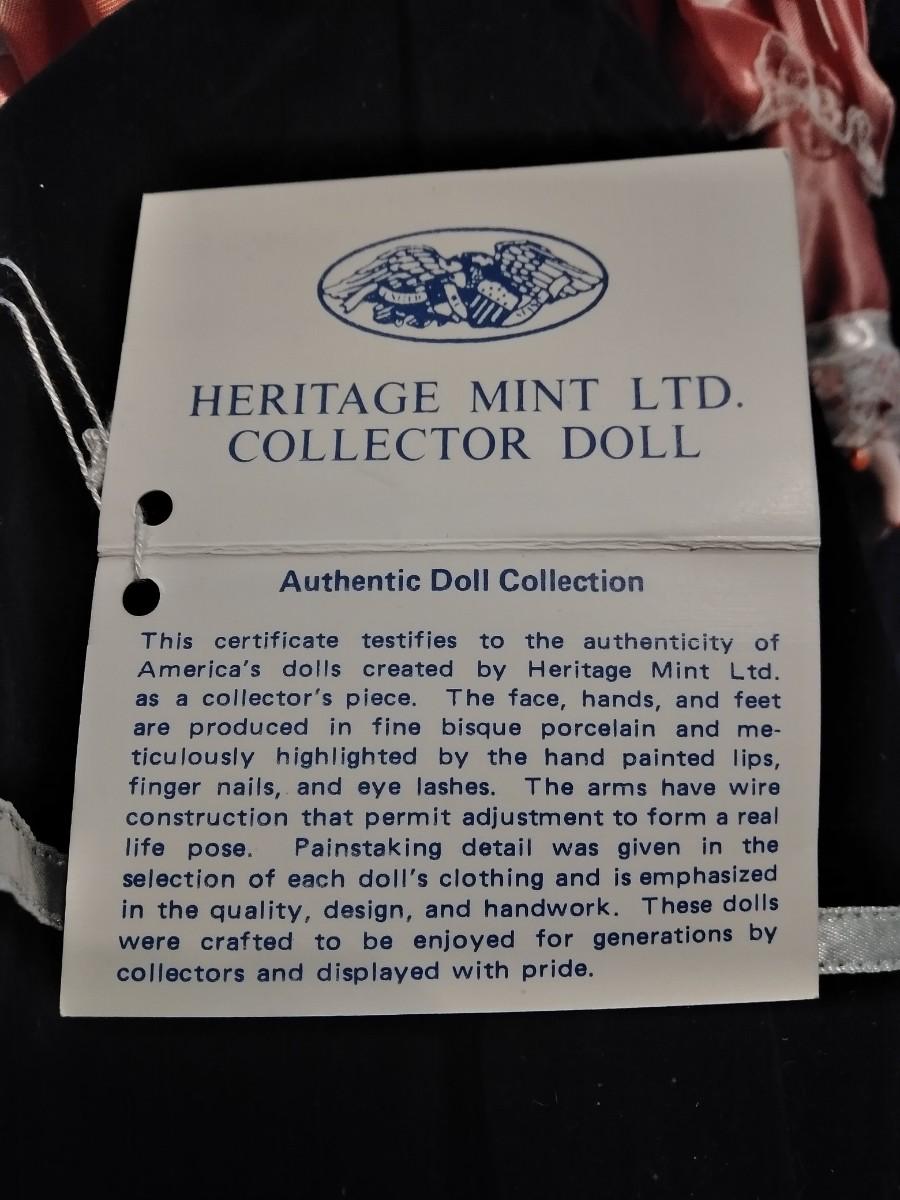 HERITAGE MINT LTD.
COLLECTOR DOLL
Authentic Doll Collection
This certificate testifies to the authenticity of
America's dolls created by Heritage Mint Ltd.
as a collector's piece. The face, hands, and feet
are produced in fine bisque porcelain and me-
ticulously highlighted by the hand painted lips,
finger nails, and eye lashes. The arms have wire
construction that permit adjustment to form a real
life pose. Painstaking detail was given in the
selection of each doll's clothing and is emphasized
in the quality, design, and handwork. These dolls
were crafted to be enjoyed for generations by
collectors and displayed with pride.